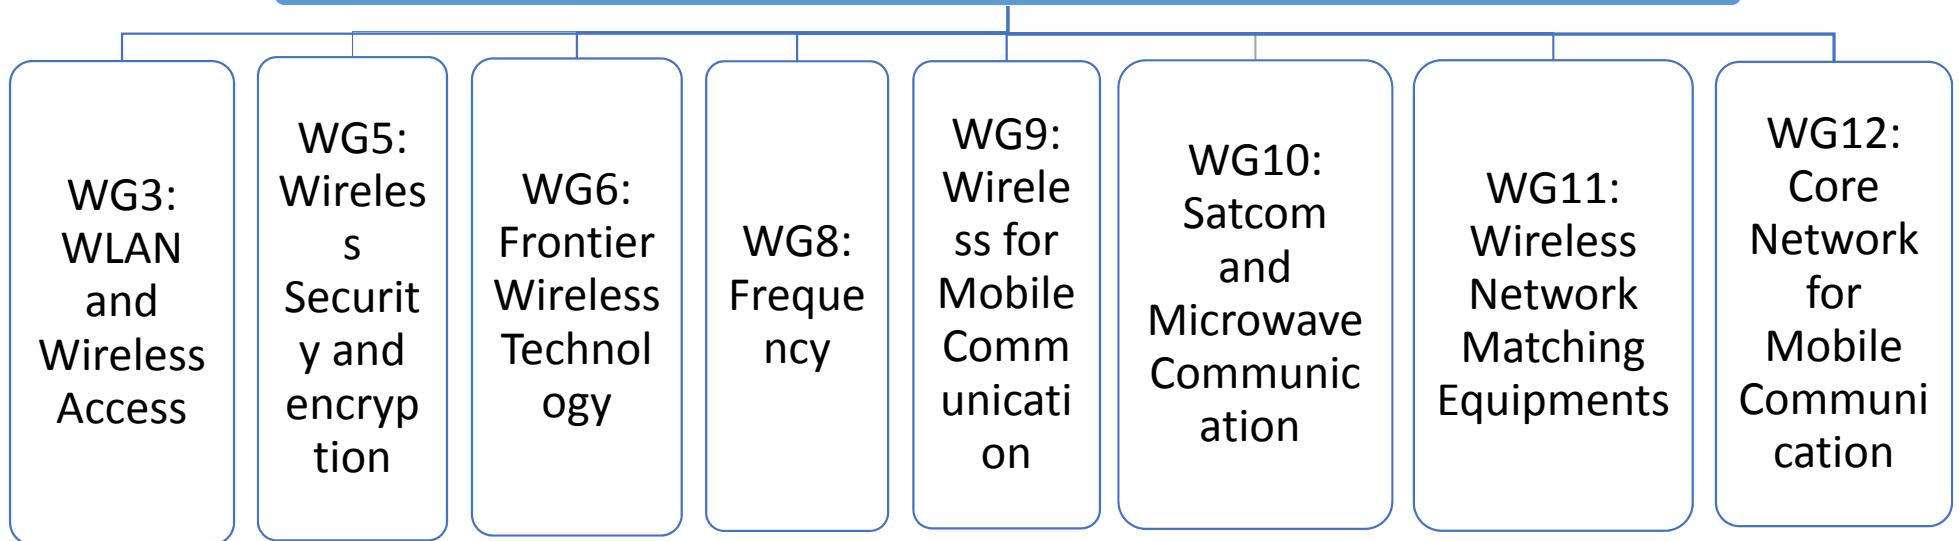 WG3:
WLAN
and
Wireless
Access
WG5:
Wireles
s
Securit
y and
encryp
tion
WG6:
Frontier
Wireless
Technol
ogy
WG8:
Freque
ncy
WG9:
Wirele
ss for
Mobile
Comm
unicati
on
WG10:
Satcom
and
Microwave
Communic
ation
WG11:
Wireless
Network
Matching
Equipments
WG12:
Core
Network
for
Mobile
Communi
cation